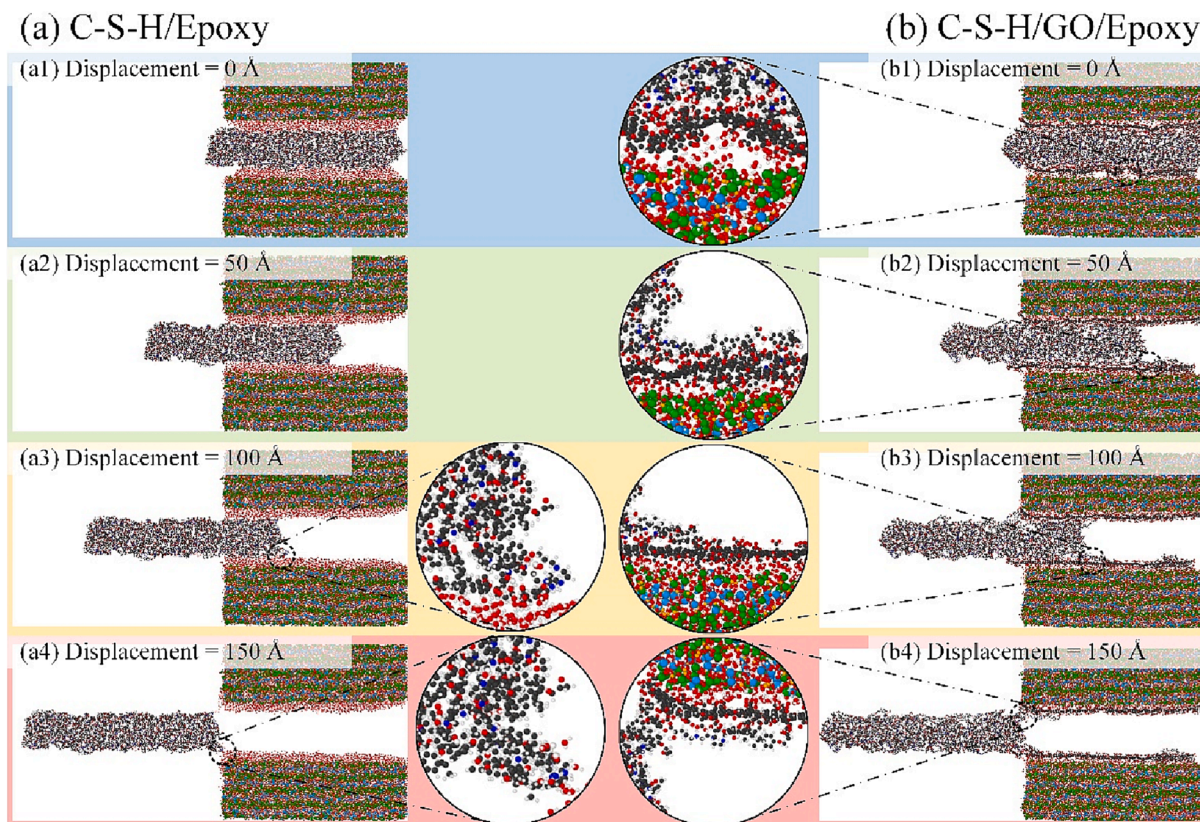 (a) C-S-H/Epoxy
(b) C-S-H/GO/Epoxy
(a1) Displacement = 0 Å
(b1) Displacement = 0 Å
(a2) Displacement = 50 Å
(b2) Displacement = 50 Å
(a3) Displacement = 100 Å
(b3) Displacement = 100 Å
(a4) Displacement = 150 Å
(b4) Displacement = 150 Å